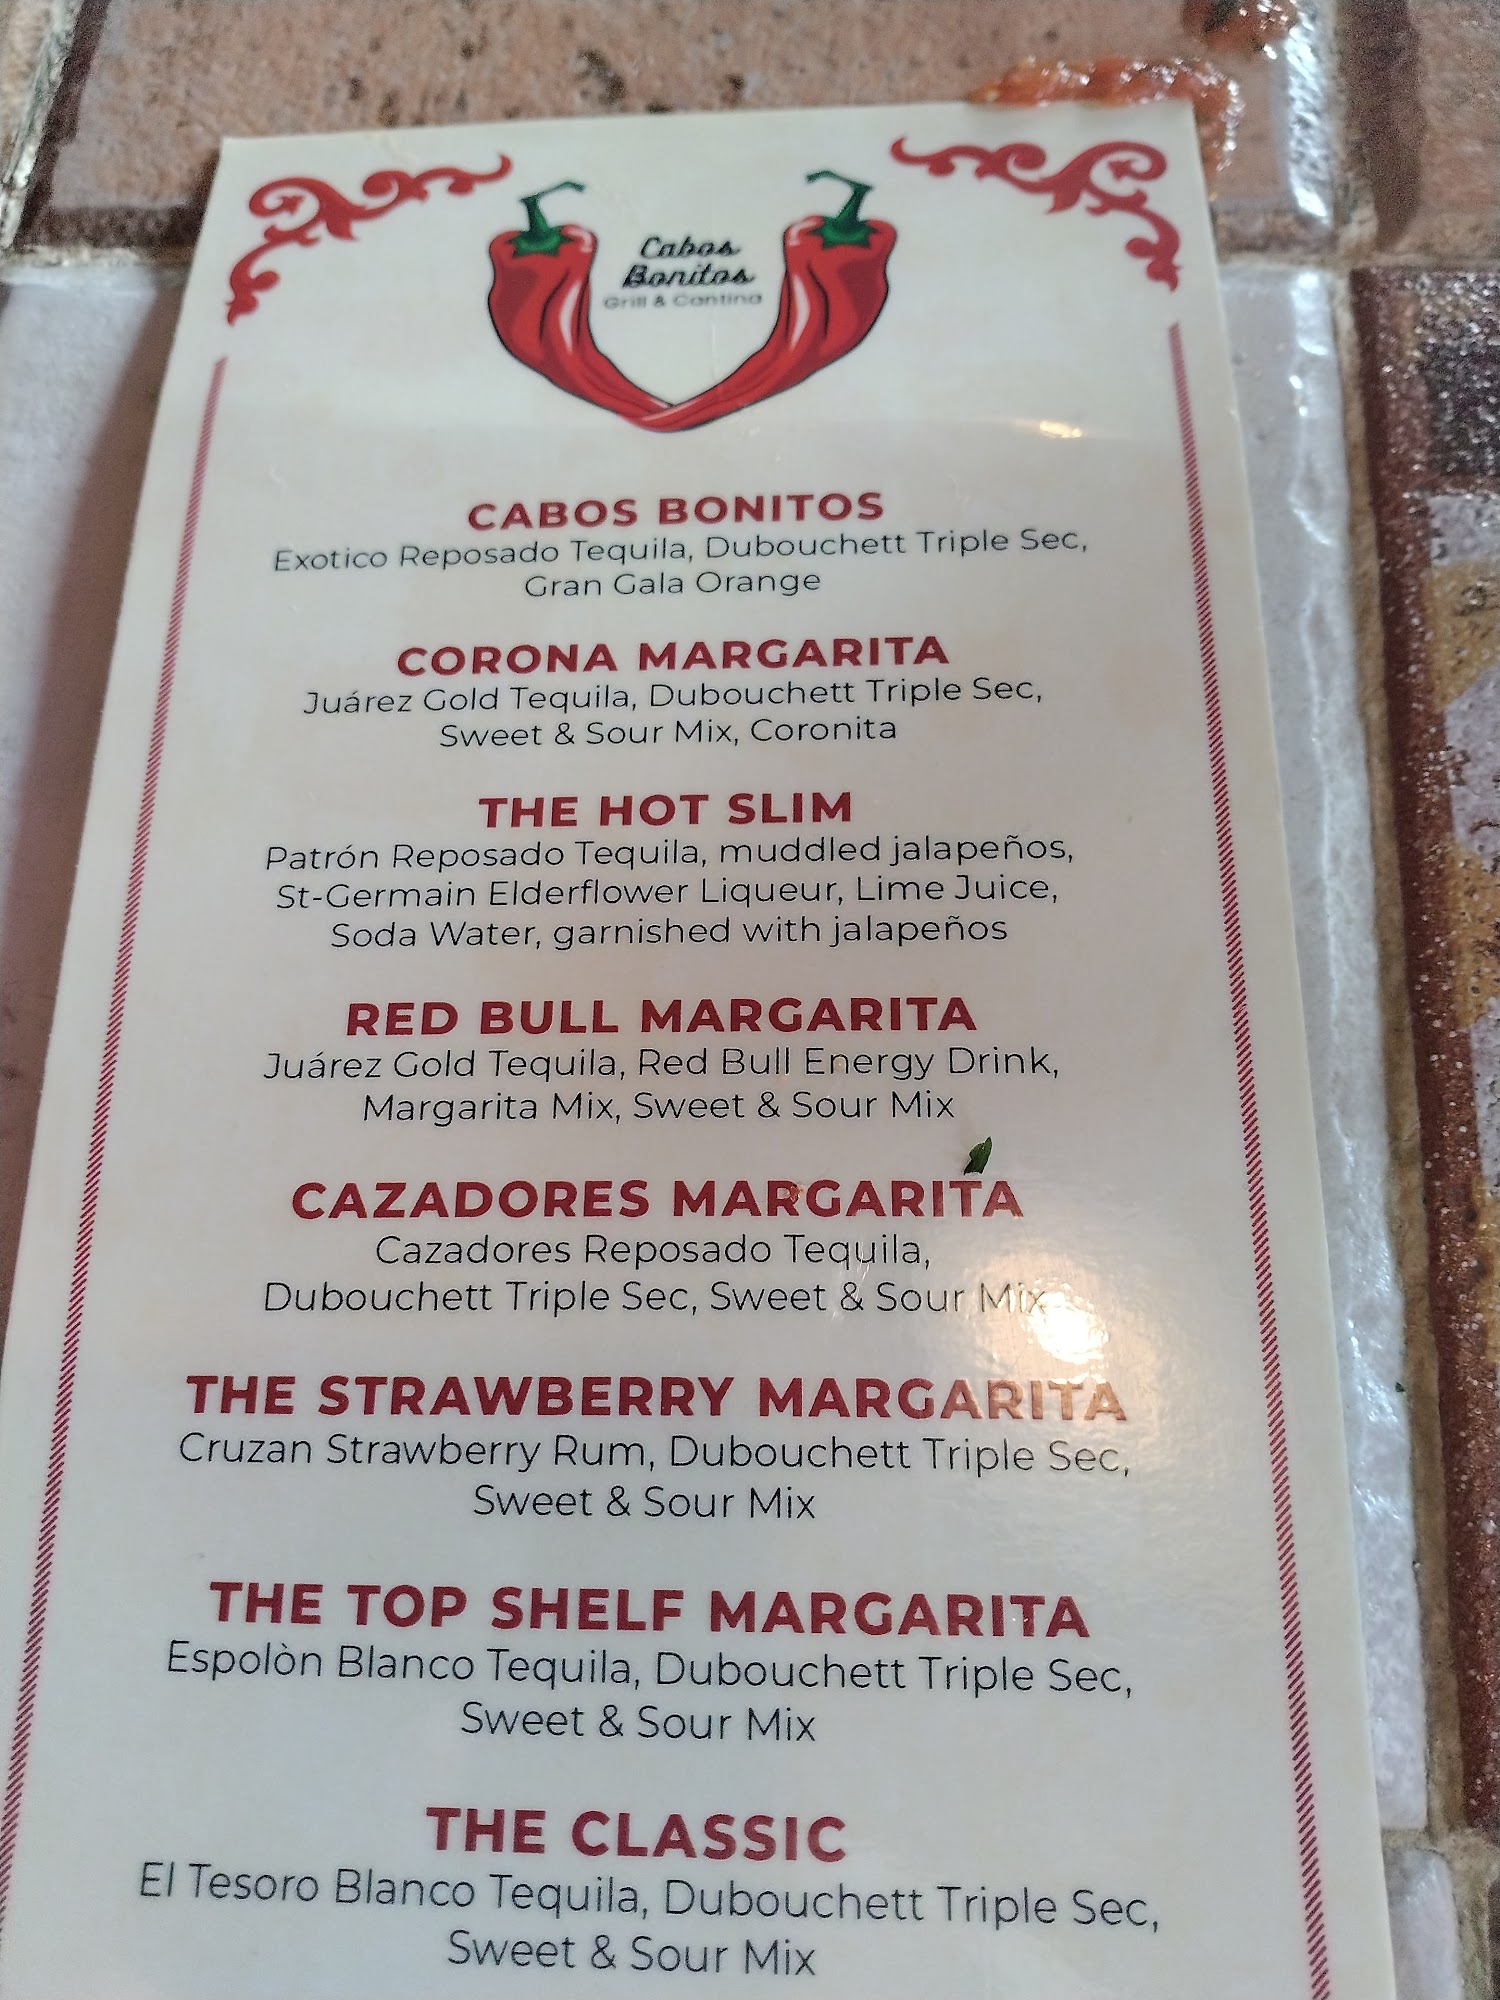 Cabos
Bonitos
Grill & Cantina
CABOS BONITOS
Exotico Reposado Tequila, Dubouchett Triple Sec,
Gran Gala Orange
CORONA MARGARITA
Juárez Gold Tequila, Dubouchett Triple Sec,
Sweet & Sour Mix, Coronita
THE HOT SLIM
Patrón Reposado Tequila, muddled jalapeños,
St-Germain Elderflower Liqueur, Lime Juice,
Soda Water, garnished with jalapeños
RED BULL MARGARITA
Juárez Gold Tequila, Red Bull Energy Drink,
Margarita Mix, Sweet & Sour Mix
CAZADORES MARGARITA
Cazadores Reposado Tequila,
Dubouchett Triple Sec, Sweet & Sour Mix
THE STRAWBERRY MARGARITA
Cruzan Strawberry Rum, Dubouchett Triple Sec,
Sweet & Sour Mix
THE TOP SHELF MARGARITA
Espolòn Blanco Tequila, Dubouchett Triple Sec,
Sweet & Sour Mix
THE CLASSIC
El Tesoro Blanco Tequila, Dubouchett Triple Sec,
Sweet & Sour Mix